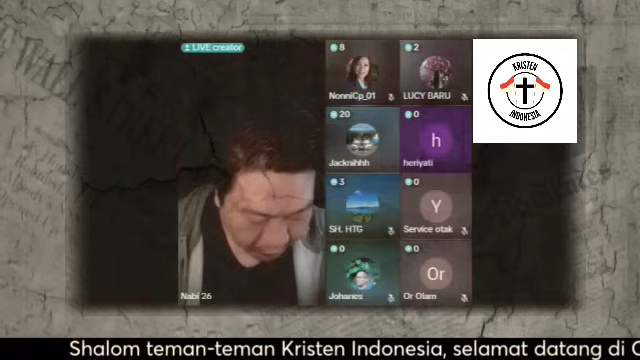 LIVE creator
8
2
NonniCp_01
LUCY BARU
20
0
h
Jacknihhh
heriyati
3
0
Y
SH. HTG
Service otak
0
0
Or
Nabi 26
Johanes
Or Olam
KRISTEN
INDONESIA
Shalom teman-teman Kristen Indonesia, selamat datang di